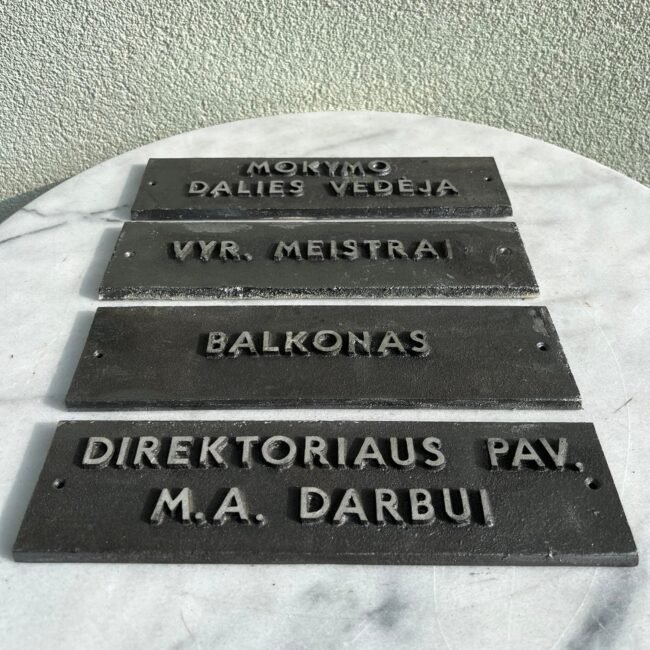 MOKYMO
DALIES VEDĖJA
VYR. MEISTRAI
BALKONAS
DIREKTORIAUS PAV.
M.A. DARBUI